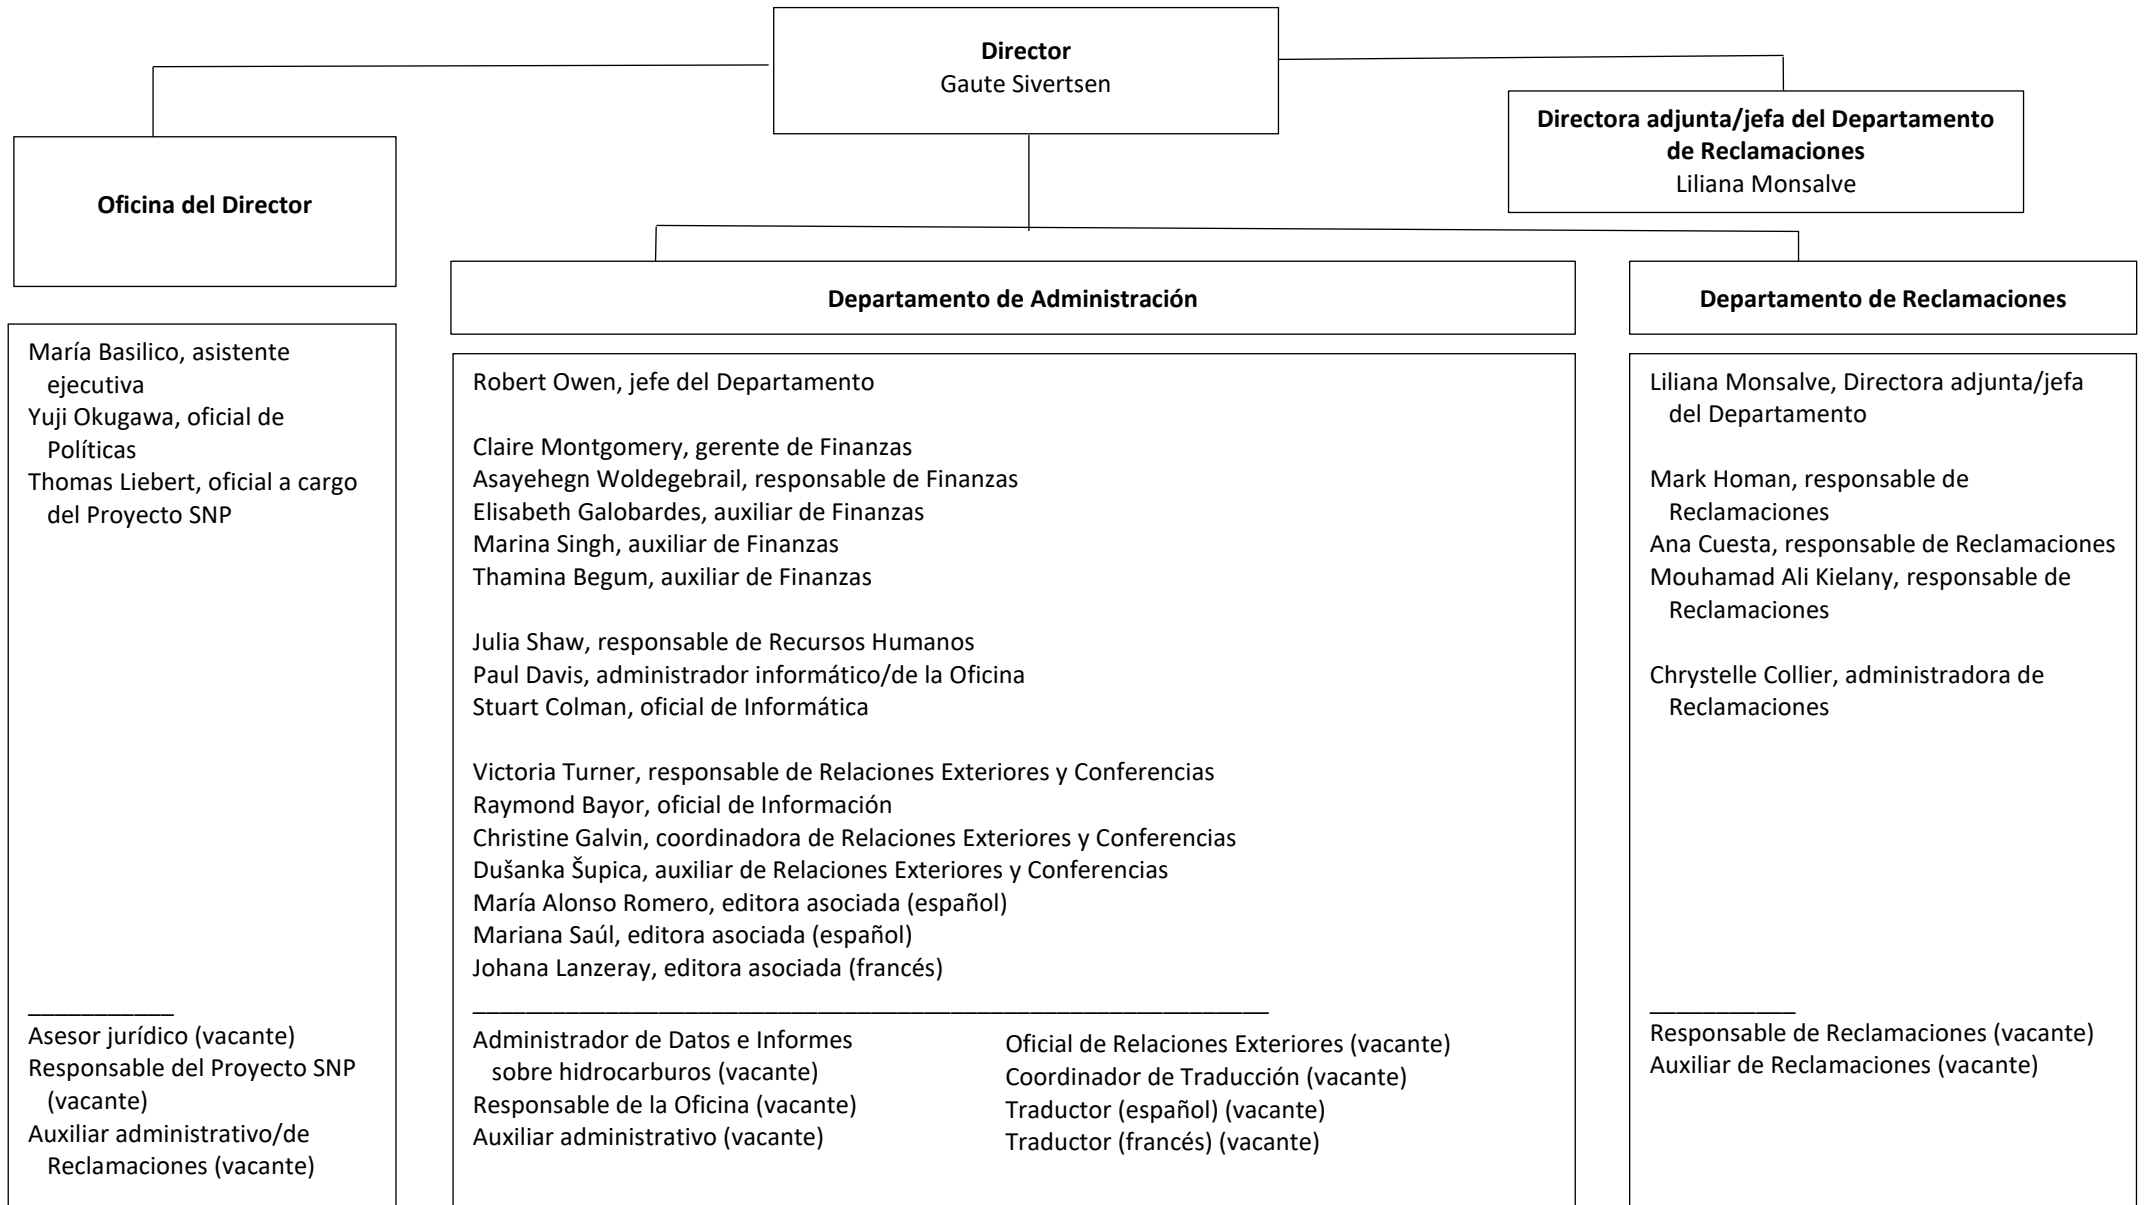 Director
Gaute Sivertsen
Directora adjunta/jefa del Departamento
de Reclamaciones
Liliana Monsalve
Oficina del Director
María Basilico, asistente
ejecutiva
Yuji Okugawa, oficial de
Políticas
Thomas Liebert, oficial a cargo
del Proyecto SNP
___________
Asesor jurídico (vacante)
Responsable del Proyecto SNP
(vacante)
Auxiliar administrativo/de
Reclamaciones (vacante)
Departamento de Administración
Robert Owen, jefe del Departamento
Claire Montgomery, gerente de Finanzas
Asayehegn Woldegebrail, responsable de Finanzas
Elisabeth Galobardes, auxiliar de Finanzas
Marina Singh, auxiliar de Finanzas
Thamina Begum, auxiliar de Finanzas
Julia Shaw, responsable de Recursos Humanos
Paul Davis, administrador informático/de la Oficina
Stuart Colman, oficial de Informática
Victoria Turner, responsable de Relaciones Exteriores y Conferencias
Raymond Bayor, oficial de Información
Christine Galvin, coordinadora de Relaciones Exteriores y Conferencias
Dušanka Šupica, auxiliar de Relaciones Exteriores y Conferencias
María Alonso Romero, editora asociada (español)
Mariana Saúl, editora asociada (español)
Johana Lanzeray, editora asociada (francés)
____________________________________________________________
Administrador de Datos e Informes
sobre hidrocarburos (vacante)
Responsable de la Oficina (vacante)
Auxiliar administrativo (vacante)
Oficial de Relaciones Exteriores (vacante)
Coordinador de Traducción (vacante)
Traductor (español) (vacante)
Traductor (francés) (vacante)
Departamento de Reclamaciones
Liliana Monsalve, Directora adjunta/jefa
del Departamento
Mark Homan, responsable de
Reclamaciones
Ana Cuesta, responsable de Reclamaciones
Mouhamad Ali Kielany, responsable de
Reclamaciones
Chrystelle Collier, administradora de
Reclamaciones
___________
Responsable de Reclamaciones (vacante)
Auxiliar de Reclamaciones (vacante)